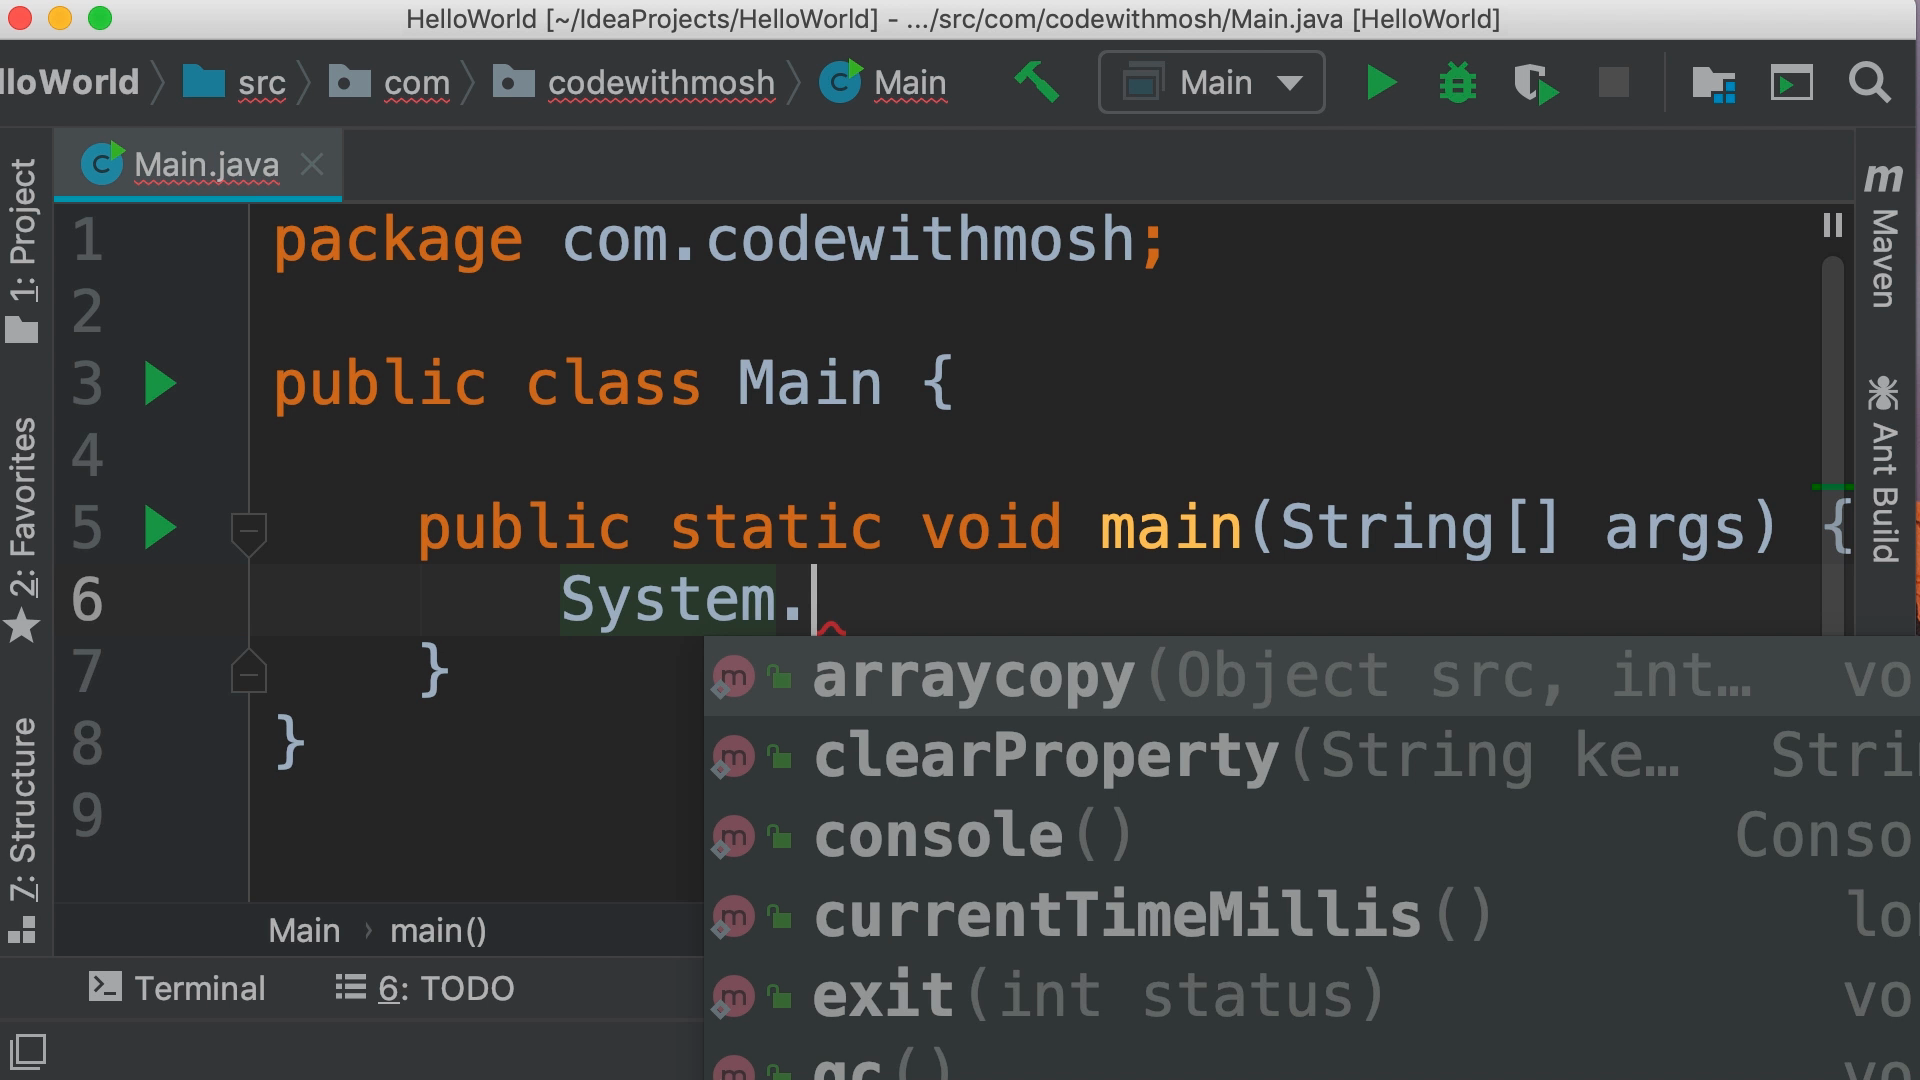 HelloWorld [~/IdeaProjects/HelloWorld] - .../src/com/codewithmosh/Main.java [HelloWorld]
lloWorld src com codewithmosh Main Main
Main.java
1: Project
2: Favorites
7: Structure
1 package com.codewithmosh;
2
3 public class Main {
4
5 public static void main(String[] args) {
6 System.
7 }
8 }
9
arraycopy(Object src, int… vo
clearProperty(String ke… Stri
console() Conso
currentTimeMillis() lo
exit(int status) vo
gc() vo
Main › main()
Terminal 6: TODO
m Maven
Ant Build